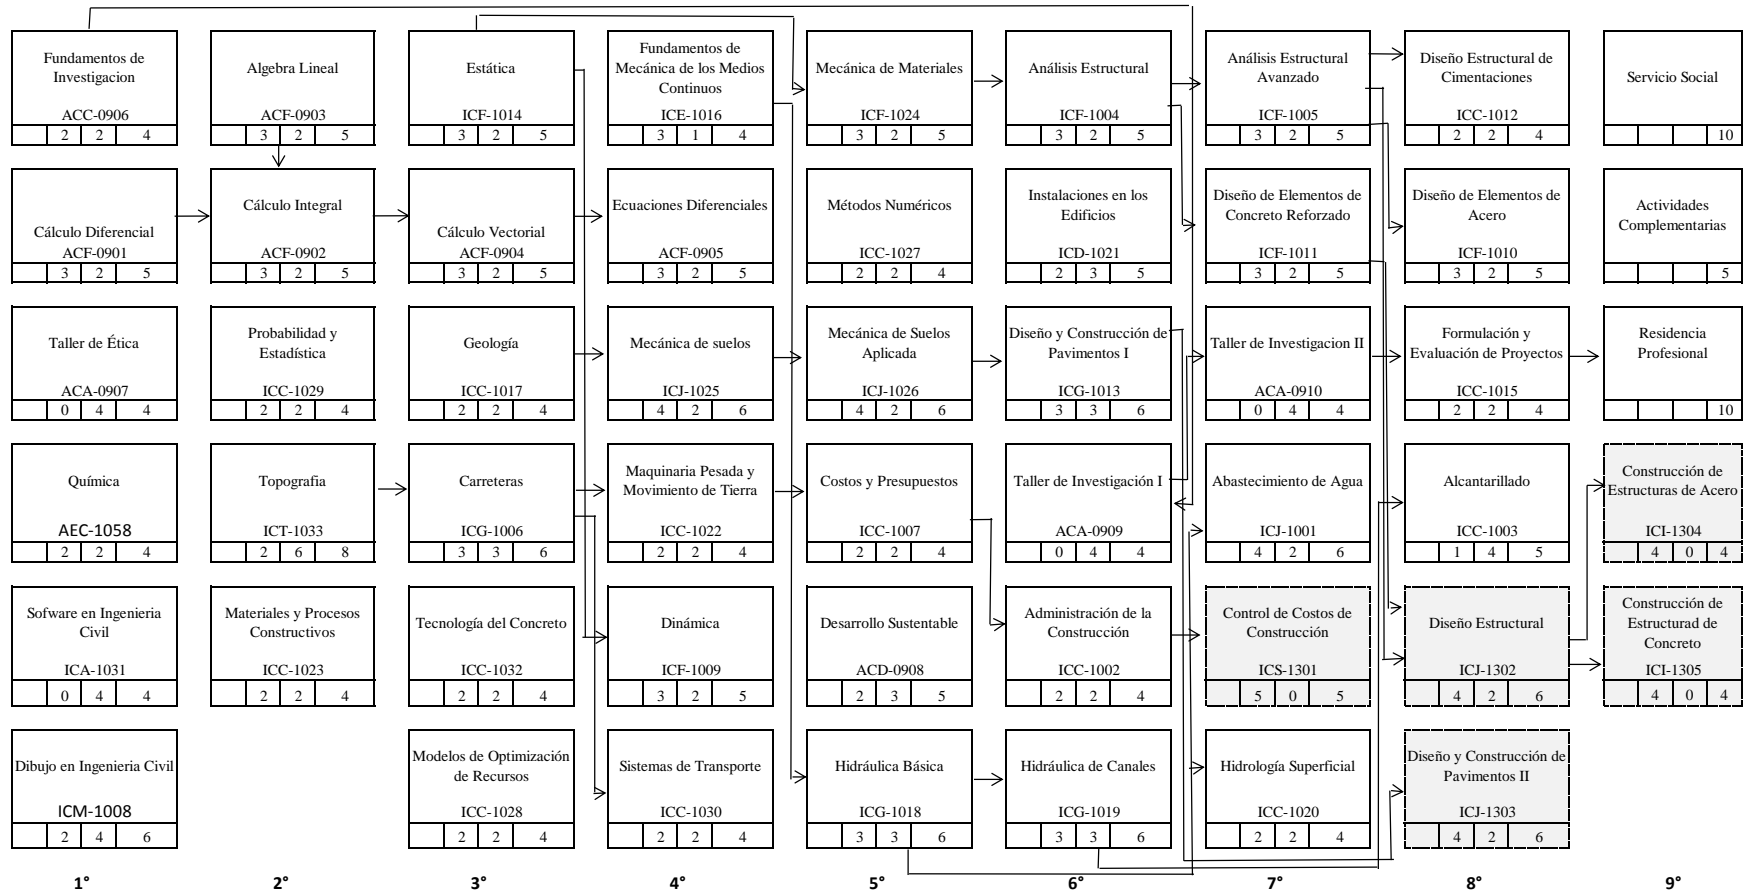 Fundamentos de
Investigacion
ACC-0906
2 2 4
Cálculo Diferencial
ACF-0901
3 2 5
Taller de Ética
ACA-0907
0 4 4
Química
AEC-1058
2 2 4
Sofware en Ingenieria
Civil
ICA-1031
0 4 4
Dibujo en Ingenieria Civil
ICM-1008
2 4 6
1°
Algebra Lineal
ACF-0903
3 2 5
Cálculo Integral
ACF-0902
3 2 5
Probabilidad y
Estadística
ICC-1029
2 2 4
Topografia
ICT-1033
2 6 8
Materiales y Procesos
Constructivos
ICC-1023
2 2 4
2°
Estática
ICF-1014
3 2 5
Cálculo Vectorial
ACF-0904
3 2 5
Geología
ICC-1017
2 2 4
Carreteras
ICG-1006
3 3 6
Tecnología del Concreto
ICC-1032
2 2 4
Modelos de Optimización
de Recursos
ICC-1028
2 2 4
3°
Fundamentos de
Mecánica de los Medios
Continuos
ICE-1016
3 1 4
Ecuaciones Diferenciales
ACF-0905
3 2 5
Mecánica de suelos
ICJ-1025
4 2 6
Maquinaria Pesada y
Movimiento de Tierra
ICC-1022
2 2 4
Dinámica
ICF-1009
3 2 5
Sistemas de Transporte
ICC-1030
2 2 4
4°
Mecánica de Materiales
ICF-1024
3 2 5
Métodos Numéricos
ICC-1027
2 2 4
Mecánica de Suelos
Aplicada
ICJ-1026
4 2 6
Costos y Presupuestos
ICC-1007
2 2 4
Desarrollo Sustentable
ACD-0908
2 3 5
Hidráulica Básica
ICG-1018
3 3 6
5°
Análisis Estructural
ICF-1004
3 2 5
Instalaciones en los
Edificios
ICD-1021
2 3 5
Diseño y Construcción de
Pavimentos I
ICG-1013
3 3 6
Taller de Investigación I
ACA-0909
0 4 4
Administración de la
Construcción
ICC-1002
2 2 4
Hidráulica de Canales
ICG-1019
3 3 6
6°
Análisis Estructural
Avanzado
ICF-1005
3 2 5
Diseño de Elementos de
Concreto Reforzado
ICF-1011
3 2 5
Taller de Investigacion II
ACA-0910
0 4 4
Abastecimiento de Agua
ICJ-1001
4 2 6
Control de Costos de
Construcción
ICS-1301
5 0 5
Hidrología Superficial
ICC-1020
2 2 4
7°
Diseño Estructural de
Cimentaciones
ICC-1012
2 2 4
Diseño de Elementos de
Acero
ICF-1010
3 2 5
Formulación y
Evaluación de Proyectos
ICC-1015
2 2 4
Alcantarillado
ICC-1003
1 4 5
Diseño Estructural
ICJ-1302
4 2 6
Diseño y Construcción de
Pavimentos II
ICJ-1303
4 2 6
8°
Servicio Social
10
Actividades
Complementarias
5
Residencia
Profesional
10
Construcción de
Estructuras de Acero
ICI-1304
4 0 4
Construcción de
Estructurad de
Concreto
ICI-1305
4 0 4
9°